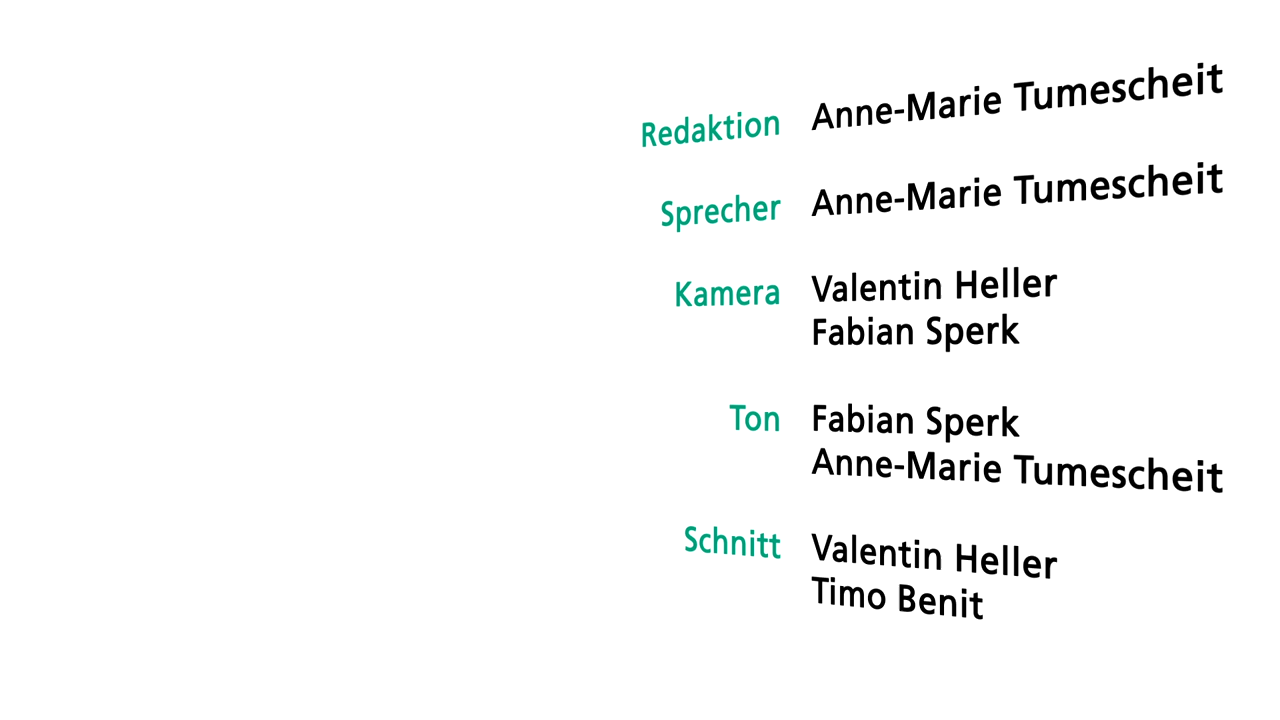 Redaktion Anne-Marie Tumescheit
Sprecher Anne-Marie Tumescheit
Kamera Valentin Heller
Fabian Sperk
Ton Fabian Sperk
Anne-Marie Tumescheit
Schnitt Valentin Heller
Timo Benit